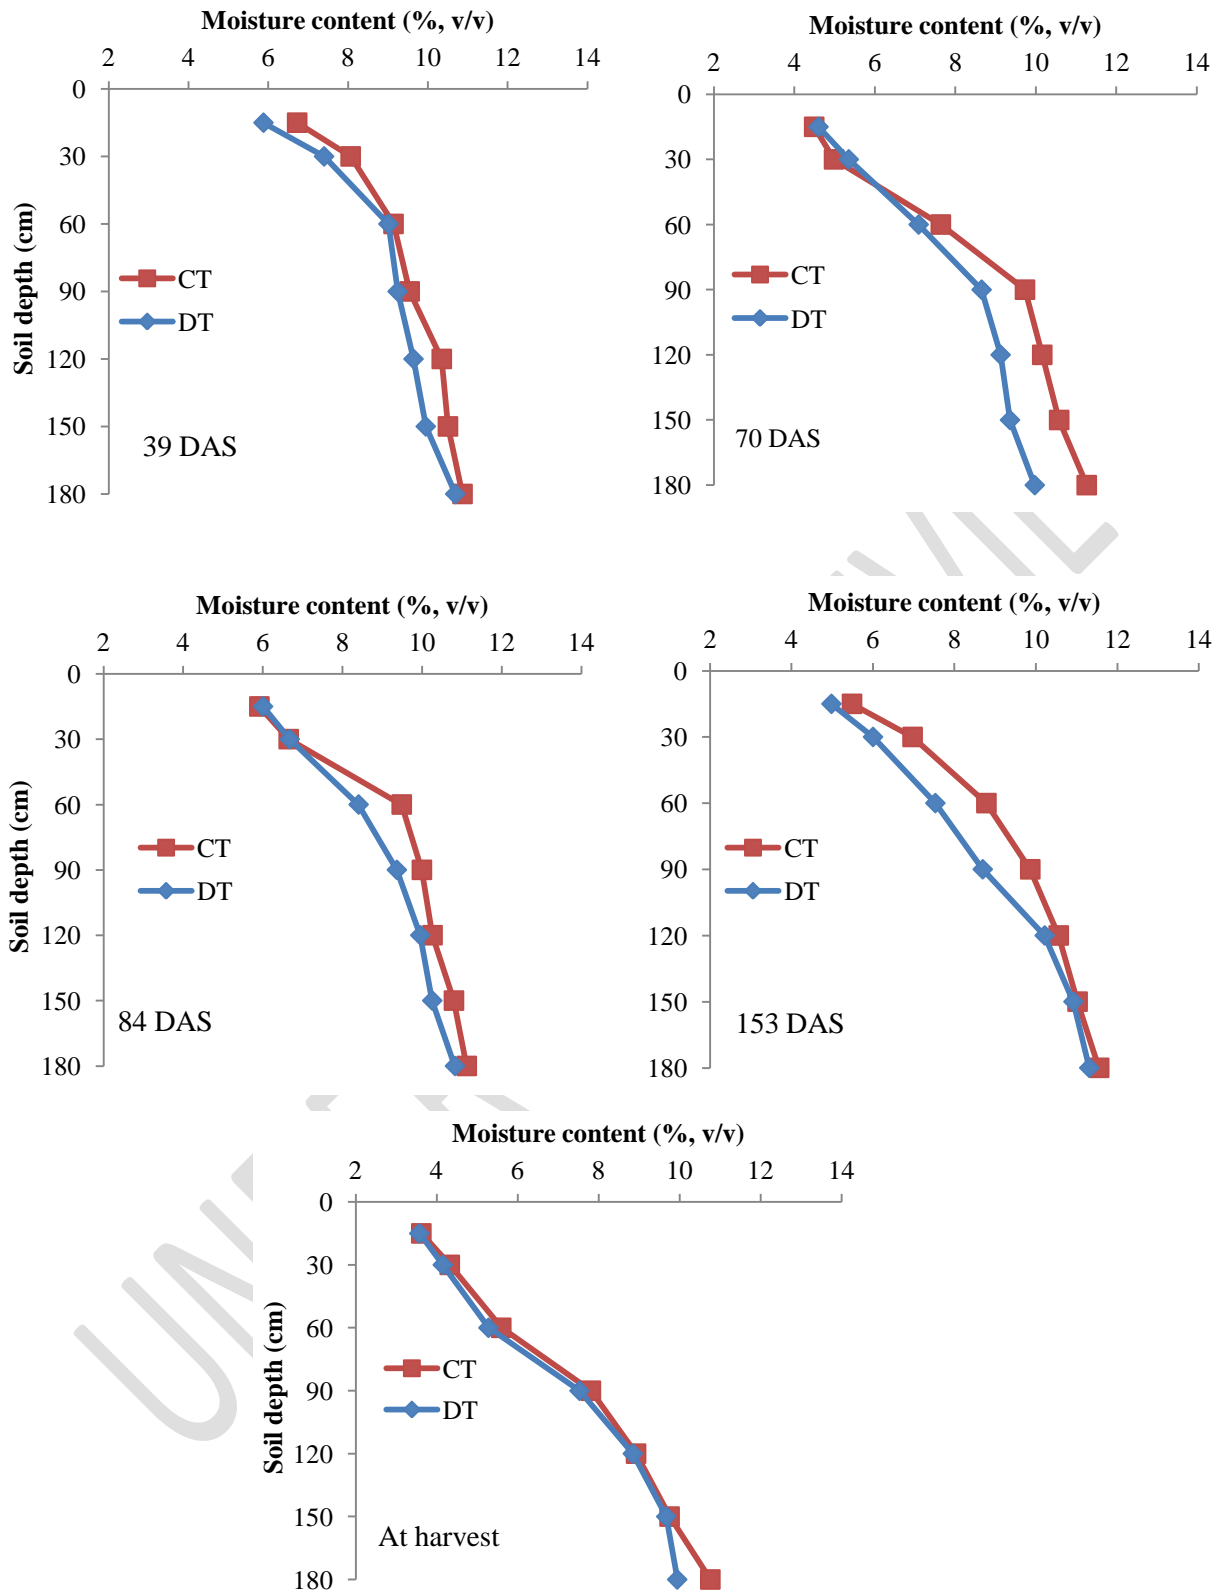 Moisture content (%, v/v)
2 4 6 8 10 12 14
0
30
60
90
120
150
180
Soil depth (cm)
CT
DT
39 DAS
2 4 6 8 10 12 14
0
30
60
90
120
150
180
Moisture content (%, v/v)
CT
DT
70 DAS
Moisture content (%, v/v)
2 4 6 8 10 12 14
0
30
60
90
120
150
180
Soil depth (cm)
CT
DT
84 DAS
Moisture content (%, v/v)
2 4 6 8 10 12 14
0
30
60
90
120
150
180
CT
DT
153 DAS
Moisture content (%, v/v)
2 4 6 8 10 12 14
0
30
60
90
120
150
180
Soil depth (cm)
CT
DT
At harvest